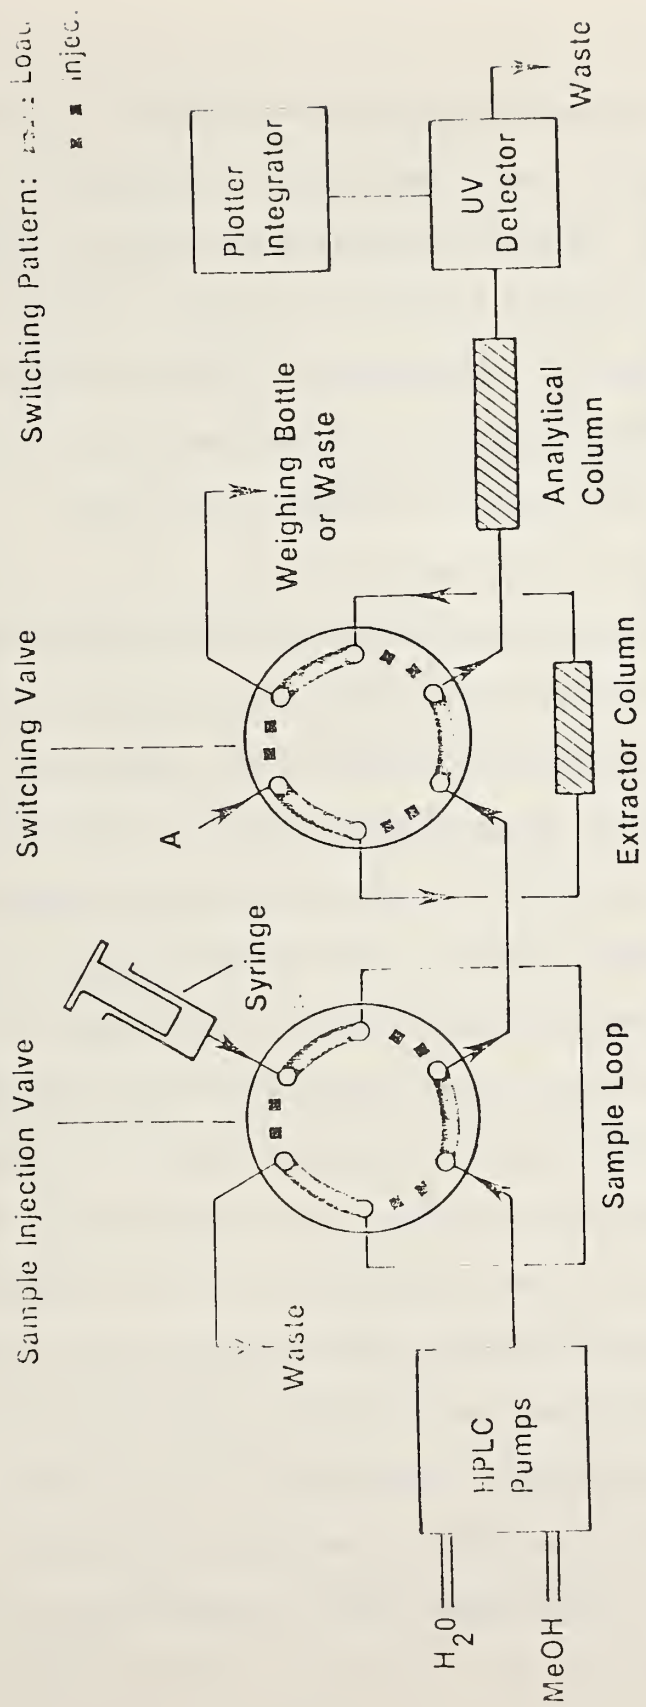 Switching Pattern: Load
Inject
Sample Injection Valve
Switching Valve
Syringe
A
Weighing Bottle
or Waste
Plotter
Integrator
Waste
UV
Detector
Waste
HPLC
Pumps
H₂O
MeOH
Sample Loop
Extractor Column
Analytical
Column